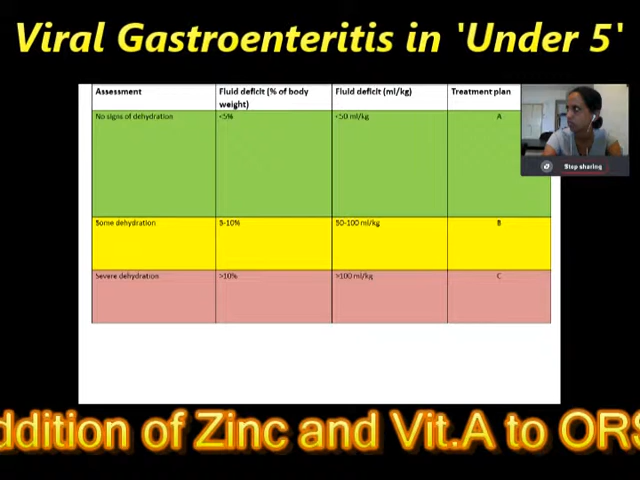 Viral Gastroenteritis in 'Under 5'
Assessment Fluid deficit (% of body weight) Fluid deficit (ml/kg) Treatment plan
No signs of dehydration <5% <50 ml/kg A
Some dehydration 5-10% 50-100 ml/kg B
Severe dehydration >10% >100 ml/kg C
Stop sharing
ddition of Zinc and Vit.A to ORS